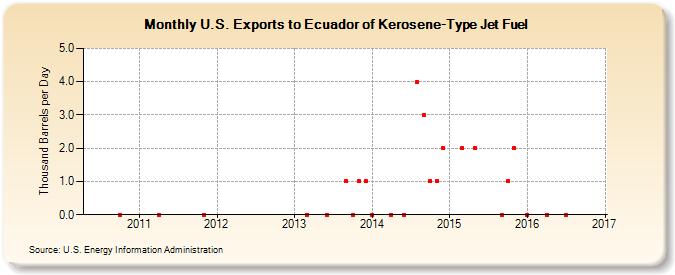 Monthly U.S. Exports to Ecuador of Kerosene-Type Jet Fuel
Thousand Barrels per Day
5.0
4.0
3.0
2.0
1.0
0.0
2011 2012 2013 2014 2015 2016 2017
Source: U.S. Energy Information Administration